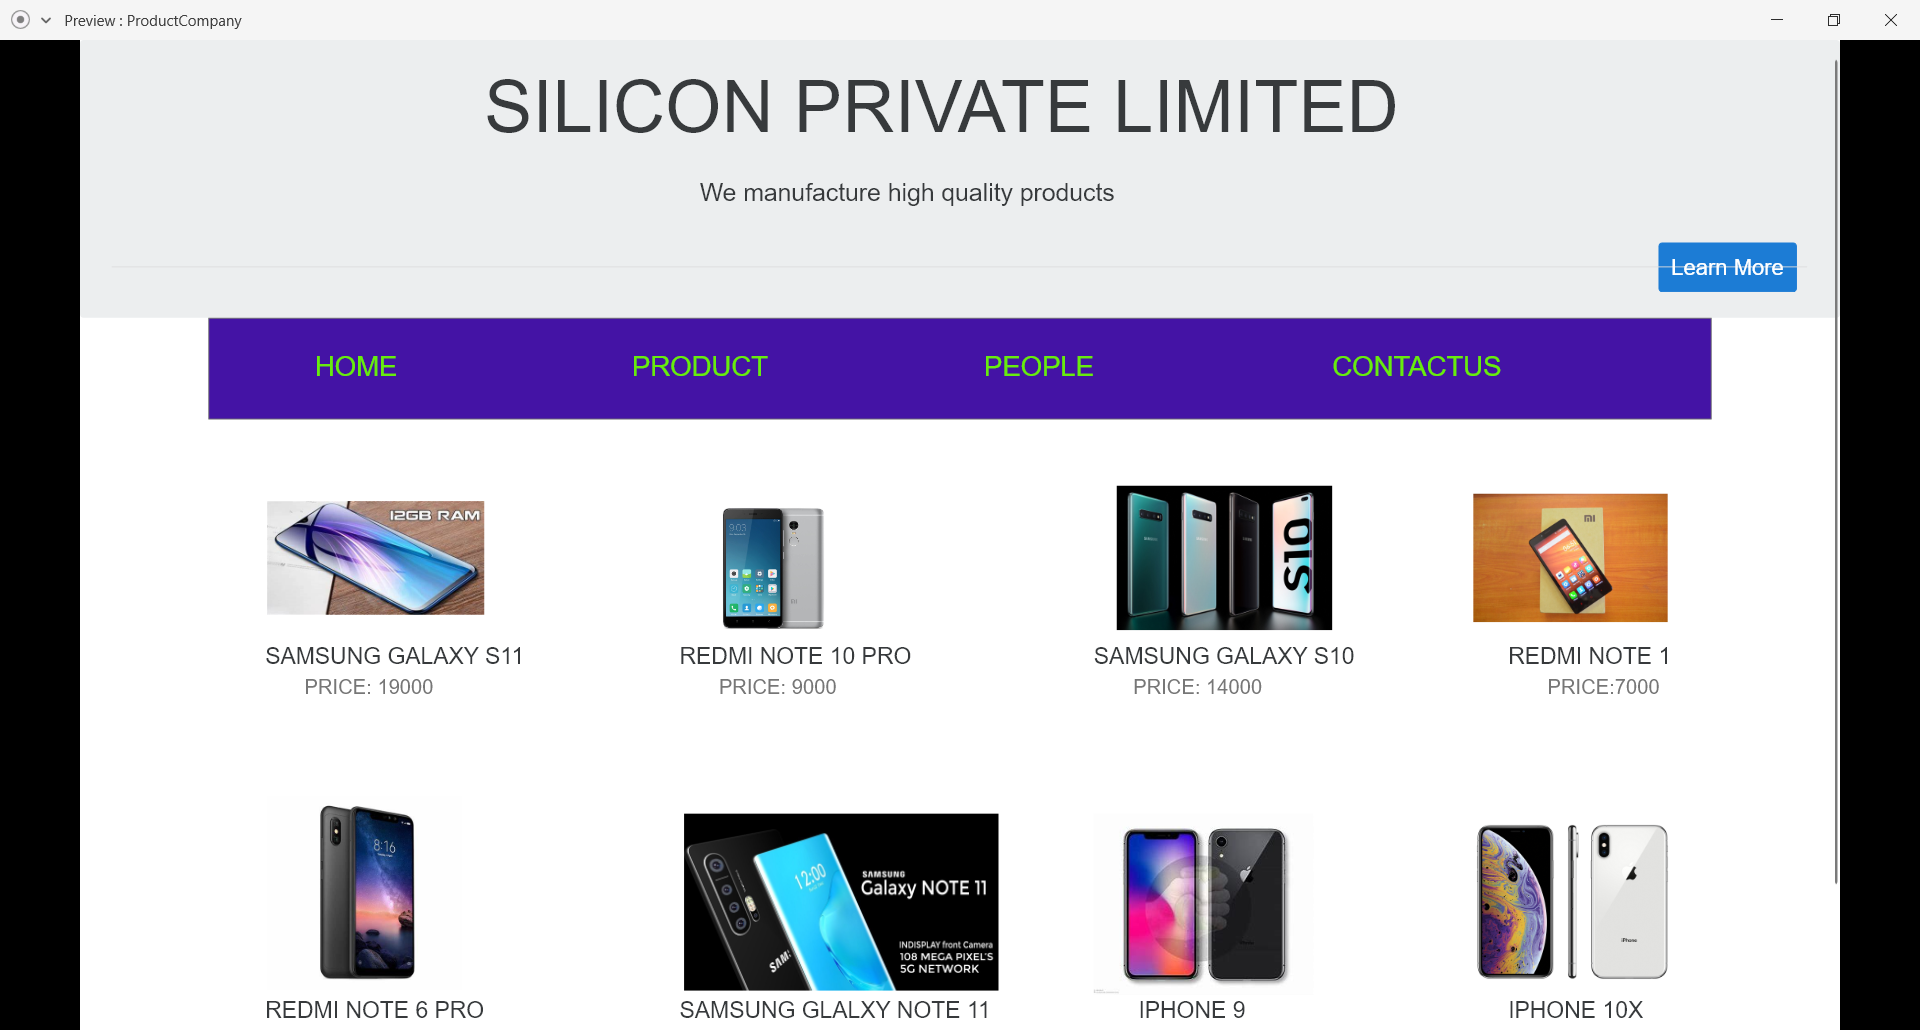 Preview : ProductCompany
SILICON PRIVATE LIMITED
We manufacture high quality products
Learn More
HOME PRODUCT PEOPLE CONTACTUS
12GB RAM
9:03
S10
mi
SAMSUNG GALAXY S11
PRICE: 19000
REDMI NOTE 10 PRO
PRICE: 9000
SAMSUNG GALAXY S10
PRICE: 14000
REDMI NOTE 1
PRICE:7000
8:16
12:00
SAMSUNG
Galaxy NOTE 11
INDISPLAY front Camera
108 MEGA PIXEL'S
5G NETWORK
SAM
iPhone
REDMI NOTE 6 PRO
SAMSUNG GLALXY NOTE 11
IPHONE 9
IPHONE 10X